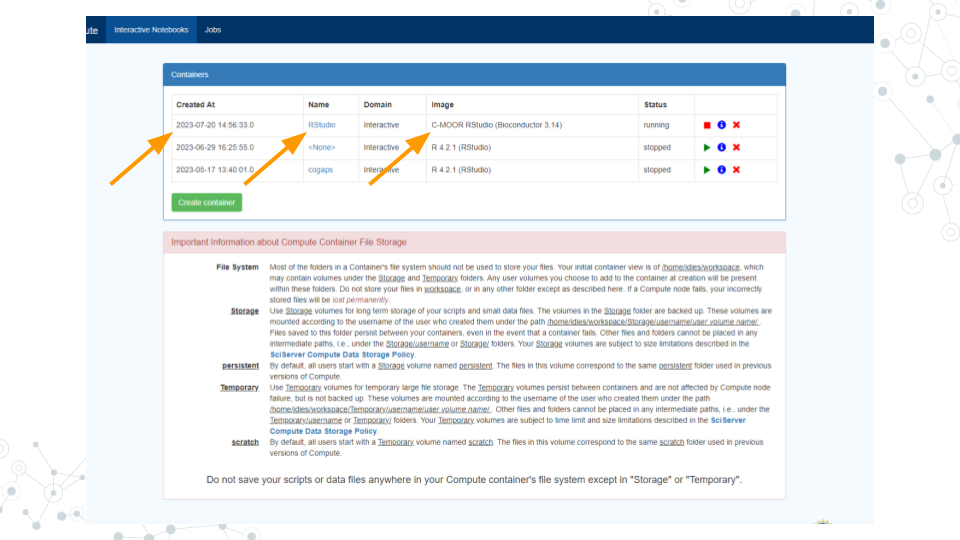 ute Interactive Notebooks Jobs
Containers
Created At Name Domain Image Status
2023-07-20 14:56:33.0 RStudio Interactive C-MOOR RStudio (Bioconductor 3.14) running
2023-06-29 16:25:55.0 <None> Interactive R 4.2.1 (RStudio) stopped
2023-05-17 13:40:01.0 cogaps Interactive R 4.2.1 (RStudio) stopped
Create container
Important Information about Compute Container File Storage
File System Most of the folders in a Container's file system should not be used to store your files. Your initial container view is of /home/idies/workspace, which
may contain volumes under the Storage and Temporary folders. Any user volumes you choose to add to the container at creation will be present
within these folders. Do not store your files in workspace, or in any other folder except as described here. If a Compute node fails, your incorrectly
stored files will be lost permanently.
Storage Use Storage volumes for long term storage of your scripts and small data files. The volumes in the Storage folder are backed up. These volumes are
mounted according to the username of the user who created them under the path /home/idies/workspace/Storage/username/user volume name/ .
Files saved to this folder persist between your containers, even in the event that a container fails. Other files and folders cannot be placed in any
intermediate paths, i.e., under the Storage/username or Storage/ folders. Your Storage volumes are subject to size limitations described in the
SciServer Compute Data Storage Policy.
persistent By default, all users start with a Storage volume named persistent. The files in this volume correspond to the same persistent folder used in previous
versions of Compute.
Temporary Use Temporary volumes for temporary large file storage. The Temporary volumes persist between containers and are not affected by Compute node
failure, but is not backed up. These volumes are mounted according to the username of the user who created them under the path
/home/idies/workspace/Temporary/username/user volume name/ . Other files and folders cannot be placed in any intermediate paths, i.e., under the
Temporary/username or Temporary/ folders. Your Temporary volumes are subject to time limit and size limitations described in the SciServer
Compute Data Storage Policy.
scratch By default, all users start with a Temporary volume named scratch. The files in this volume correspond to the same scratch folder used in previous
versions of Compute.
Do not save your scripts or data files anywhere in your Compute container's file system except in "Storage" or "Temporary".